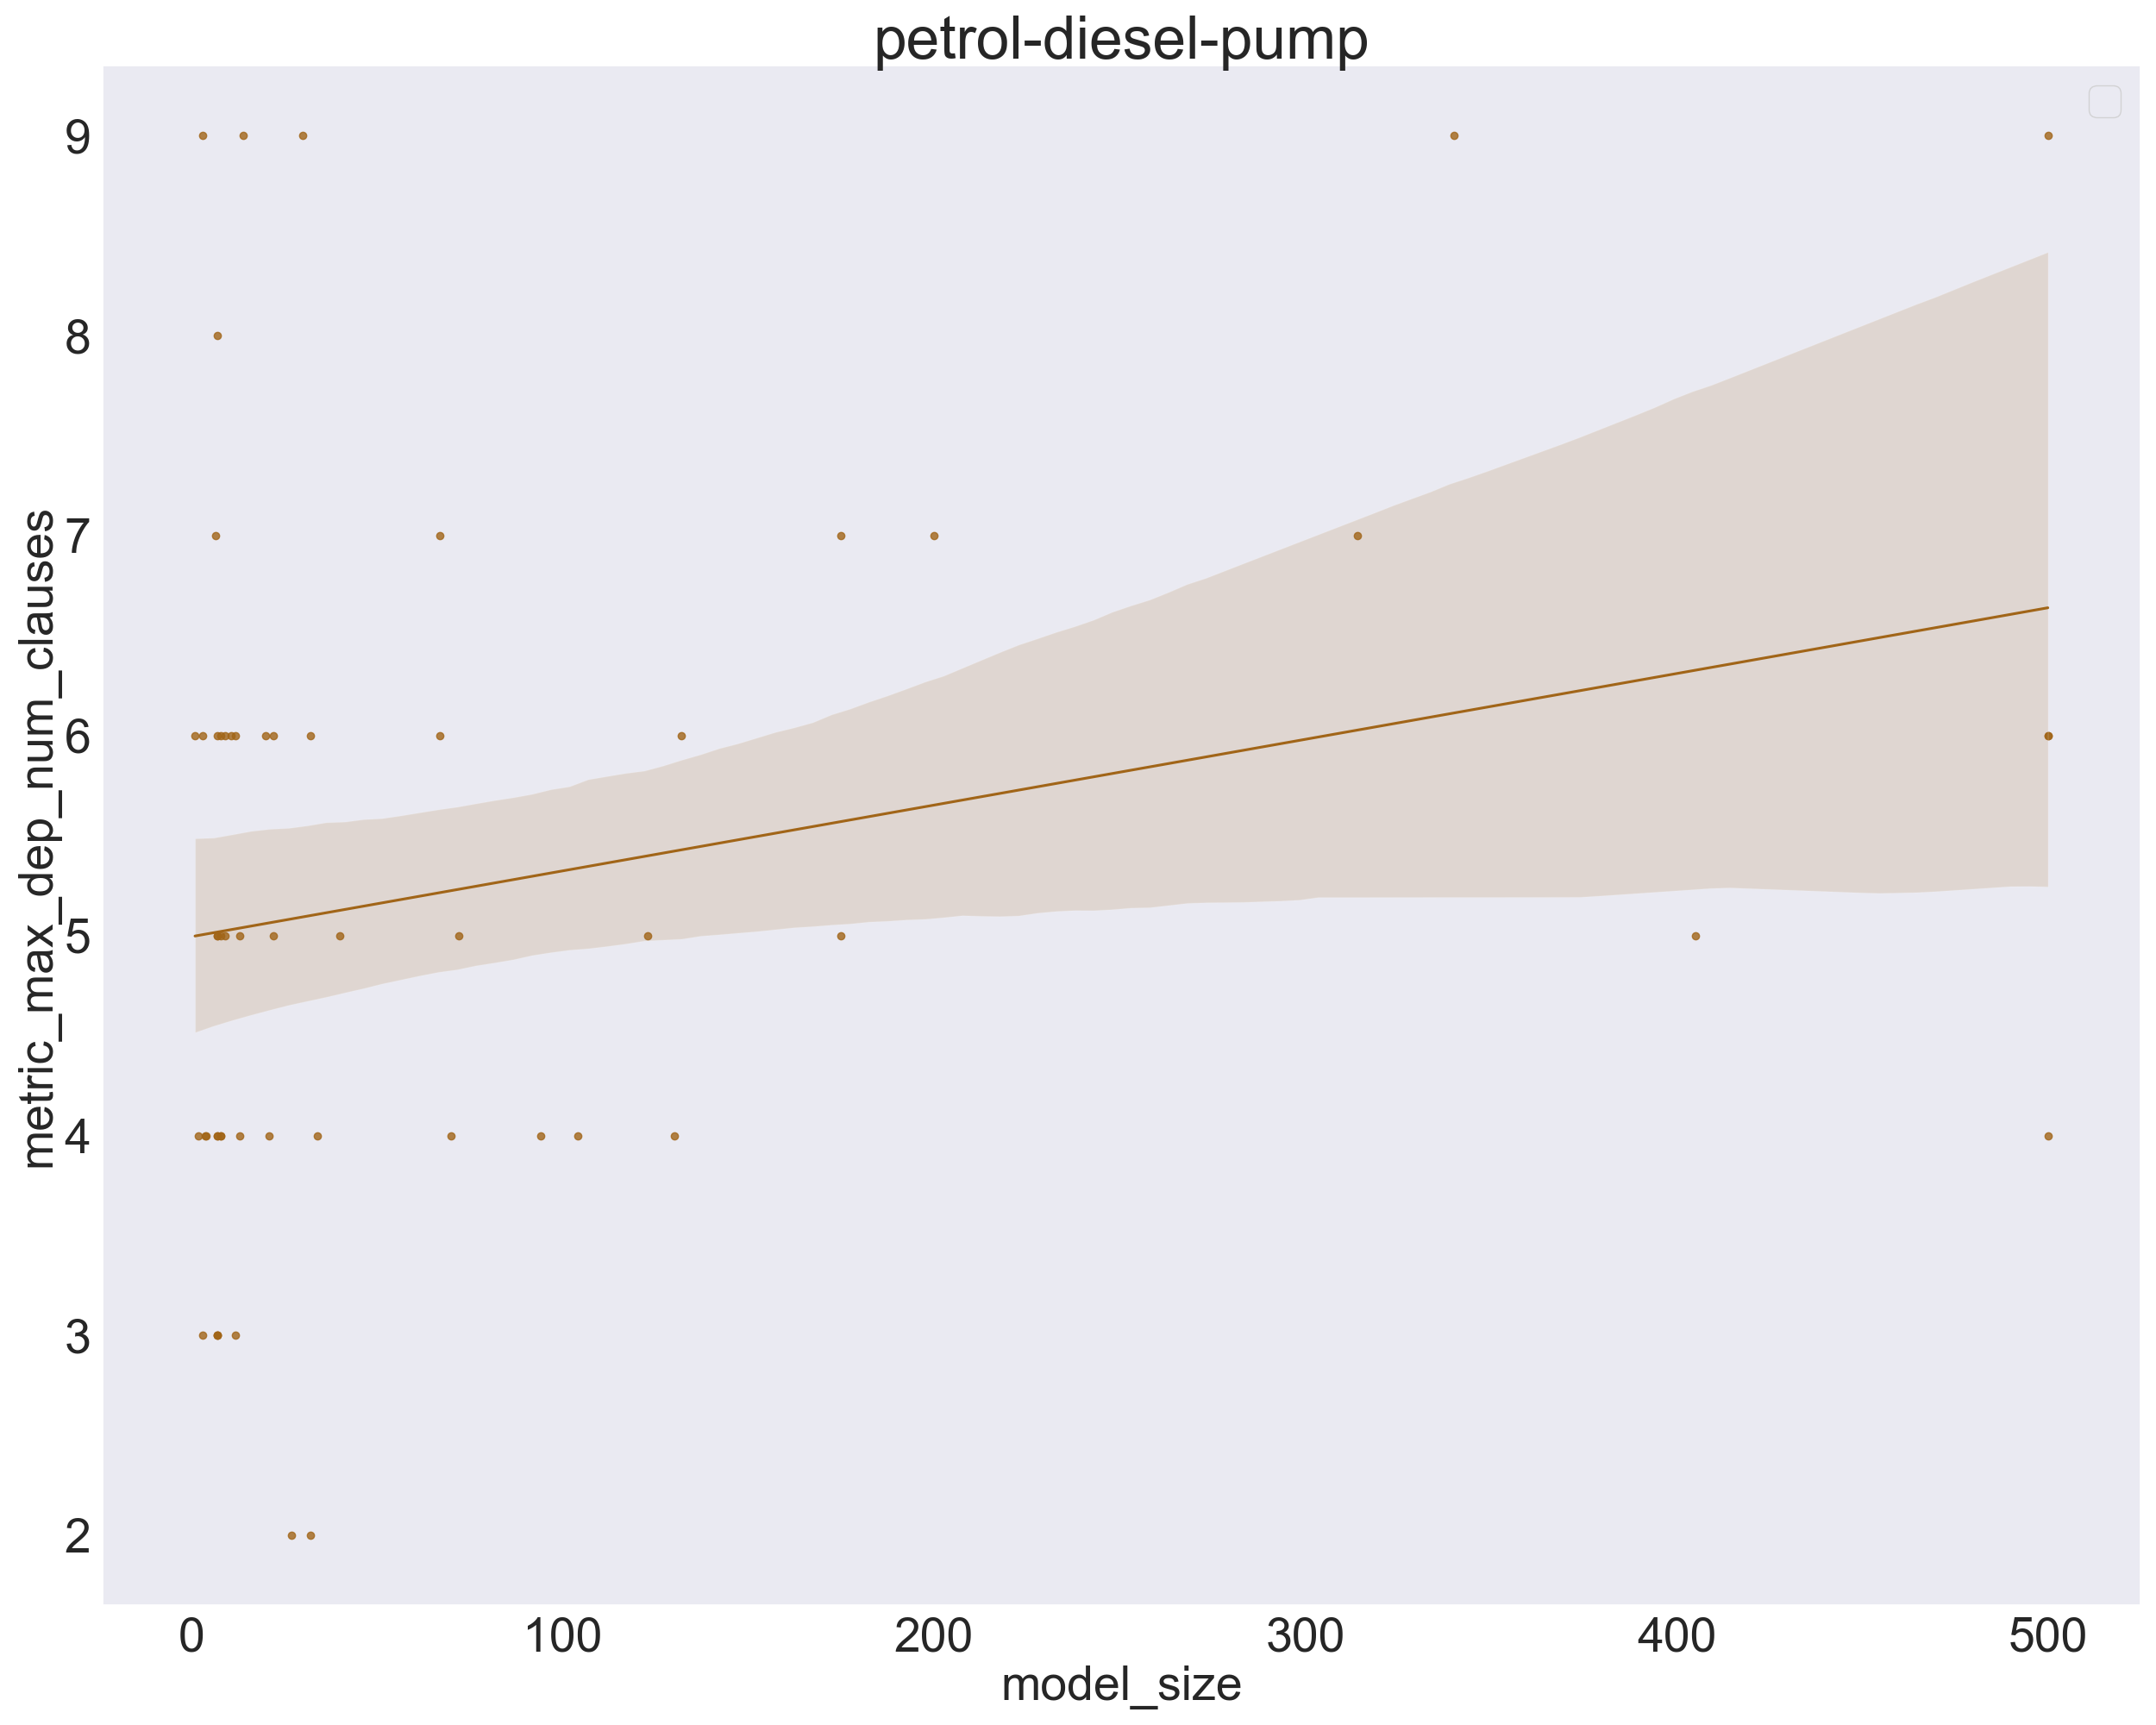 petrol-diesel-pump
metric_max_dep_num_clauses
9
8
7
6
5
4
3
2
0 100 200 300 400 500
model_size